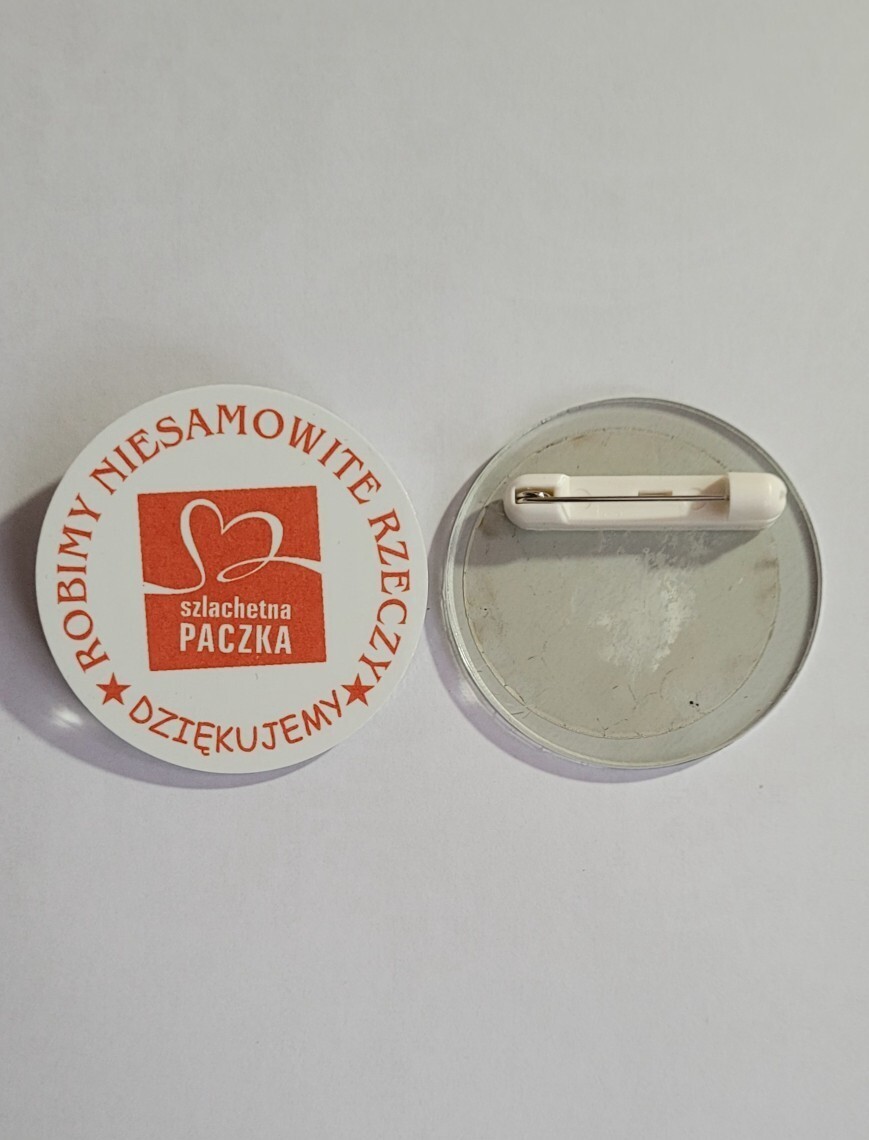 ROBIMY NIESAMOWITE RZECZY
szlachetna
PACZKA
★ DZIĘKUJEMY ★